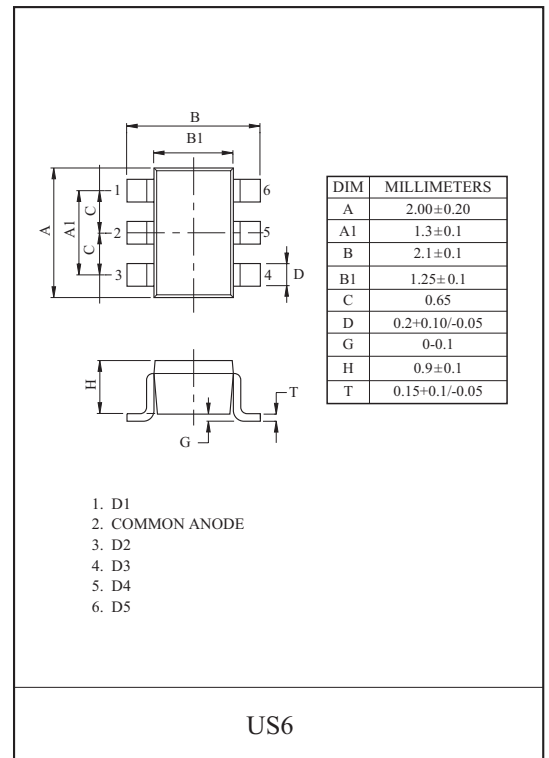 B
B1
1 6
A A1 C
2 5
C
3 4 D
H T
G
DIM MILLIMETERS
A 2.00±0.20
A1 1.3±0.1
B 2.1±0.1
B1 1.25±0.1
C 0.65
D 0.2+0.10/-0.05
G 0-0.1
H 0.9±0.1
T 0.15+0.1/-0.05
1. D1
2. COMMON ANODE
3. D2
4. D3
5. D4
6. D5
US6